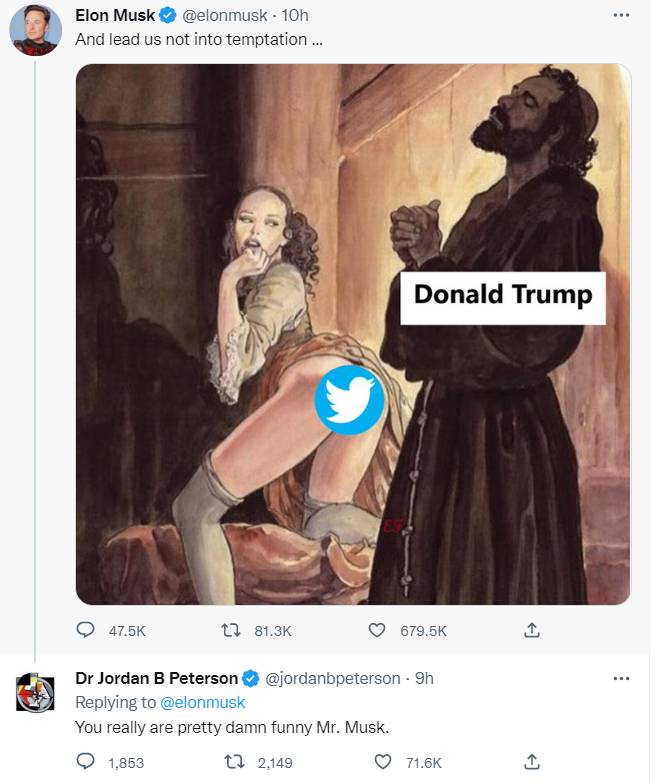 Elon Musk @elonmusk · 10h
And lead us not into temptation ...
Donald Trump
ES
47.5K 81.3K 679.5K
Dr Jordan B Peterson @jordanbpeterson · 9h
Replying to @elonmusk
You really are pretty damn funny Mr. Musk.
1,853 2,149 71.6K